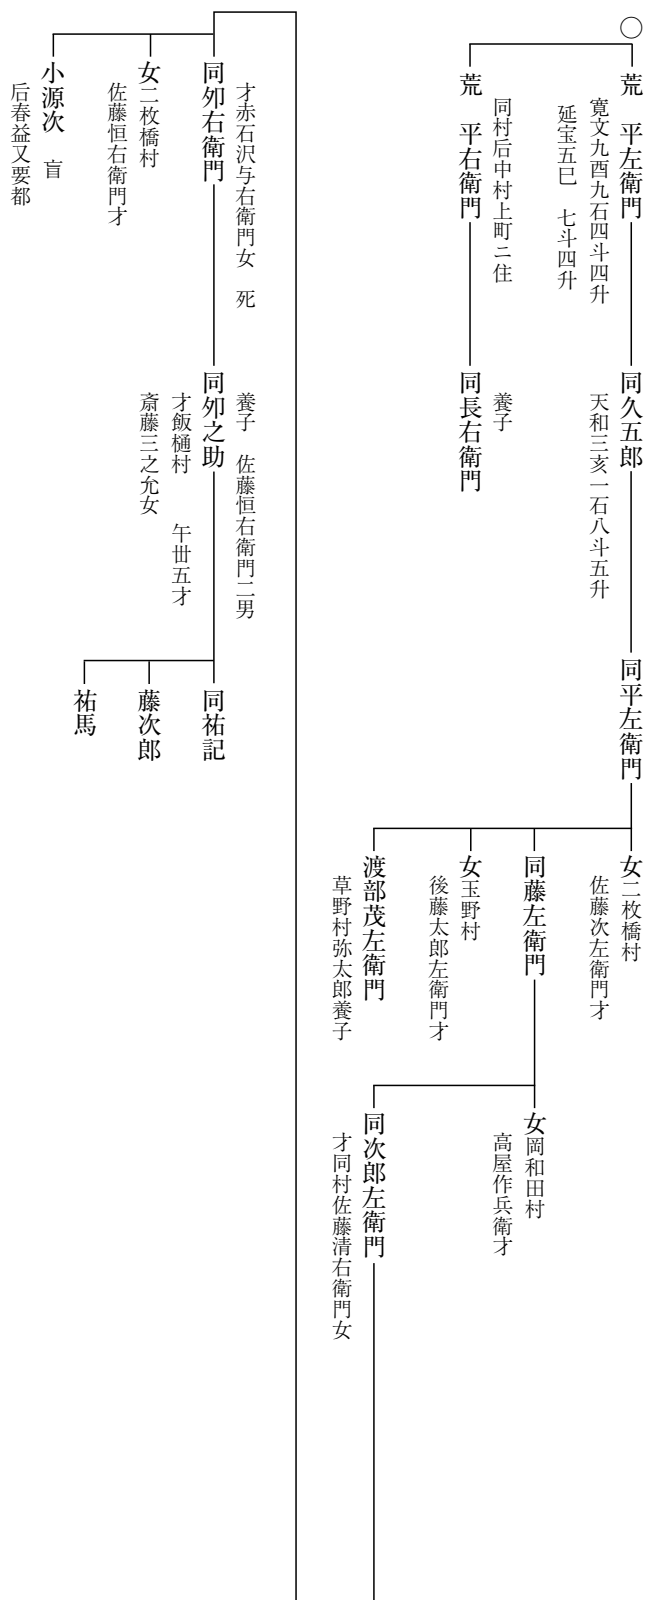 ○
荒　平左衛門
寛文九酉九石四斗四升
延宝五巳　七斗四升
同久五郎
天和三亥一石八斗五升
同平左衛門
女二枚橋村
佐藤次左衛門才
同藤左衛門
女玉野村
後藤太郎左衛門才
渡部茂左衛門
草野村弥太郎養子
女岡和田村
高屋作兵衛才
同次郎左衛門
才同村佐藤清右衛門女
荒　平右衛門
同村后中村上町ニ住
同長右衛門
養子
才赤石沢与右衛門女　死
同夘右衛門
女二枚橋村
佐藤恒右衛門才
小源次　盲
后春益又要都
養子　佐藤恒右衛門二男
同夘之助
才飯樋村　午丗五才
斎藤三之允女
同祐記
藤次郎
祐馬